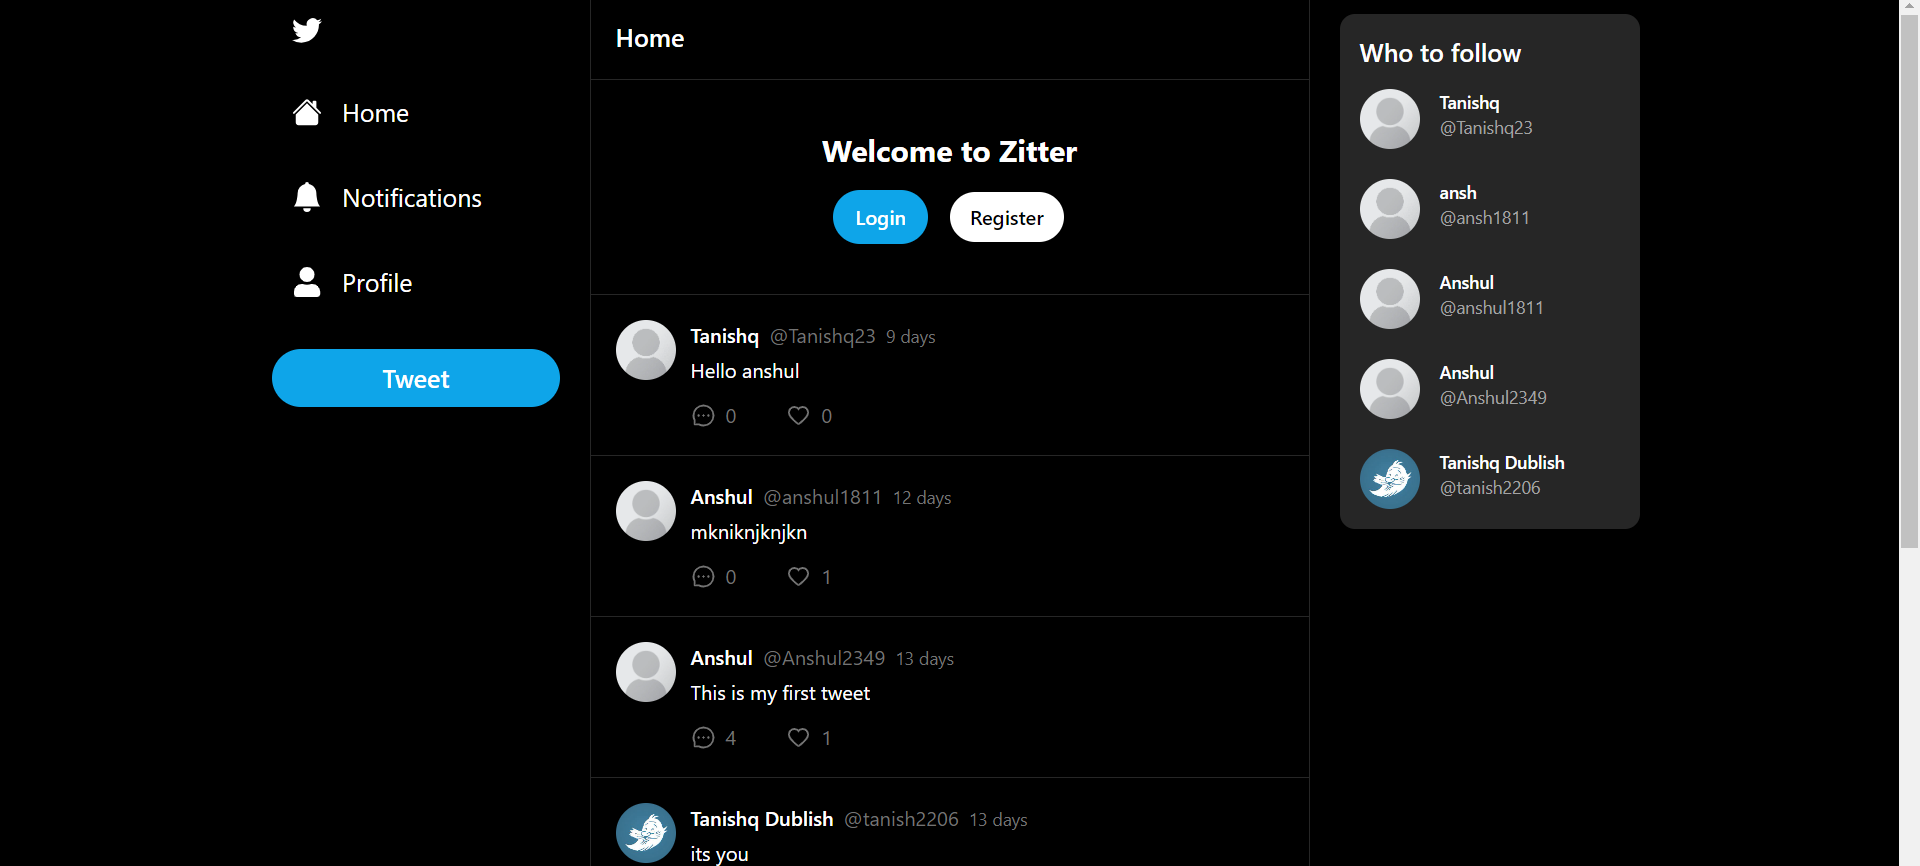 Home
Notifications
Profile
Tweet
Home
Welcome to Zitter
Login Register
Tanishq @Tanishq23 9 days
Hello anshul
0 0
Anshul @anshul1811 12 days
mkniknjknjkn
0 1
Anshul @Anshul2349 13 days
This is my first tweet
4 1
Tanishq Dublish @tanish2206 13 days
its you
Who to follow
Tanishq
@Tanishq23
ansh
@ansh1811
Anshul
@anshul1811
Anshul
@Anshul2349
Tanishq Dublish
@tanish2206